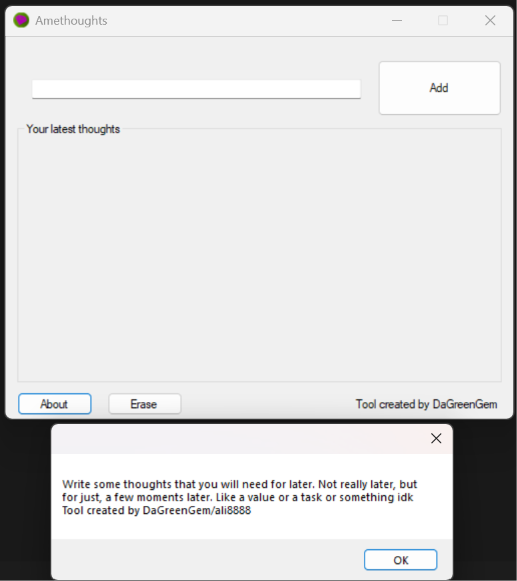 Amethoughts
Add
Your latest thoughts
About
Erase
Tool created by DaGreenGem
Write some thoughts that you will need for later. Not really later, but
for just, a few moments later. Like a value or a task or something idk
Tool created by DaGreenGem/ali8888
OK